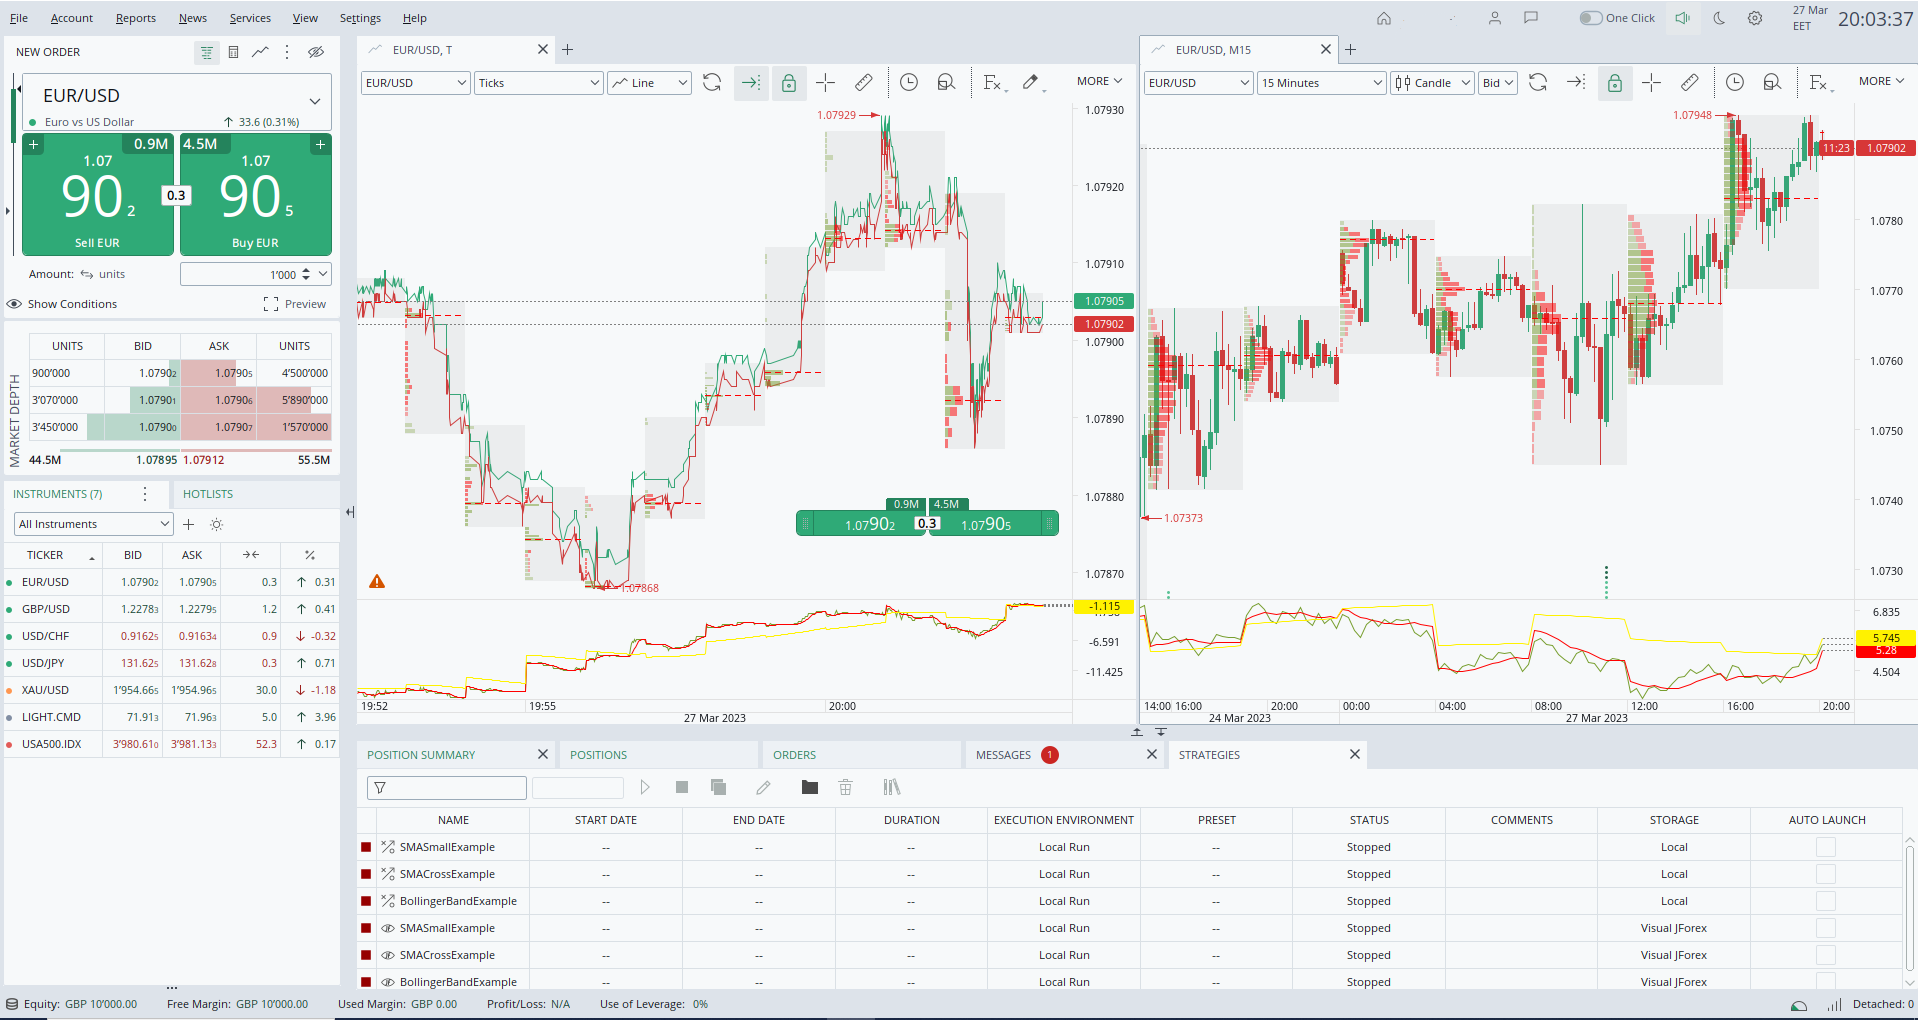 File Account Reports News Services View Settings Help
One Click
27 Mar
EET
20:03:37
NEW ORDER
EUR/USD
Euro vs US Dollar
33.6 (0.31%)
0.9M 4.5M
1.07 1.07
90 2 0.3 90 5
Sell EUR Buy EUR
Amount: units 1'000
Show Conditions Preview
MARKET DEPTH
UNITS BID ASK UNITS
900'000 1.07902 1.07905 4'500'000
3'070'000 1.07901 1.07906 5'890'000
3'450'000 1.07900 1.07907 1'570'000
44.5M 1.07895 1.07912 55.5M
INSTRUMENTS (7) HOTLISTS
All Instruments
TICKER BID ASK %
EUR/USD 1.07902 1.07905 0.3 0.31
GBP/USD 1.22783 1.22795 1.2 0.41
USD/CHF 0.91625 0.91634 0.9 -0.32
USD/JPY 131.625 131.628 0.3 0.71
XAU/USD 1'954.665 1'954.965 30.0 -1.18
LIGHT.CMD 71.913 71.963 5.0 3.96
USA500.IDX 3'980.610 3'981.133 52.3 0.17
EUR/USD, T
EUR/USD Ticks Line MORE
1.07930
1.07929
1.07920
1.07910
1.07905
1.07902
1.07900
1.07890
1.07880
0.9M 4.5M
1.07902 0.3 1.07905
1.07870
1.07868
-1.115
-6.591
-11.425
19:52 19:55 20:00
27 Mar 2023
EUR/USD, M15
EUR/USD 15 Minutes Candle Bid Fx MORE
1.07948
11:23 1.07902
1.0780
1.0770
1.0760
1.0750
1.0740
1.07373
1.0730
6.835
5.745
5.28
4.504
14:00 16:00 20:00 00:00 04:00 08:00 12:00 16:00 20:00
24 Mar 2023 27 Mar 2023
POSITION SUMMARY POSITIONS ORDERS MESSAGES 1 STRATEGIES
NAME START DATE END DATE DURATION EXECUTION ENVIRONMENT PRESET STATUS COMMENTS STORAGE AUTO LAUNCH
SMASmallExample -- -- -- Local Run -- Stopped Local
SMACrossExample -- -- -- Local Run -- Stopped Local
BollingerBandExample -- -- -- Local Run -- Stopped Local
SMASmallExample -- -- -- Local Run -- Stopped Visual JForex
SMACrossExample -- -- -- Local Run -- Stopped Visual JForex
BollingerBandExample -- -- -- Local Run -- Stopped Visual JForex
Equity: GBP 10'000.00 Free Margin: GBP 10'000.00 Used Margin: GBP 0.00 Profit/Loss: N/A Use of Leverage: 0% Detached: 0